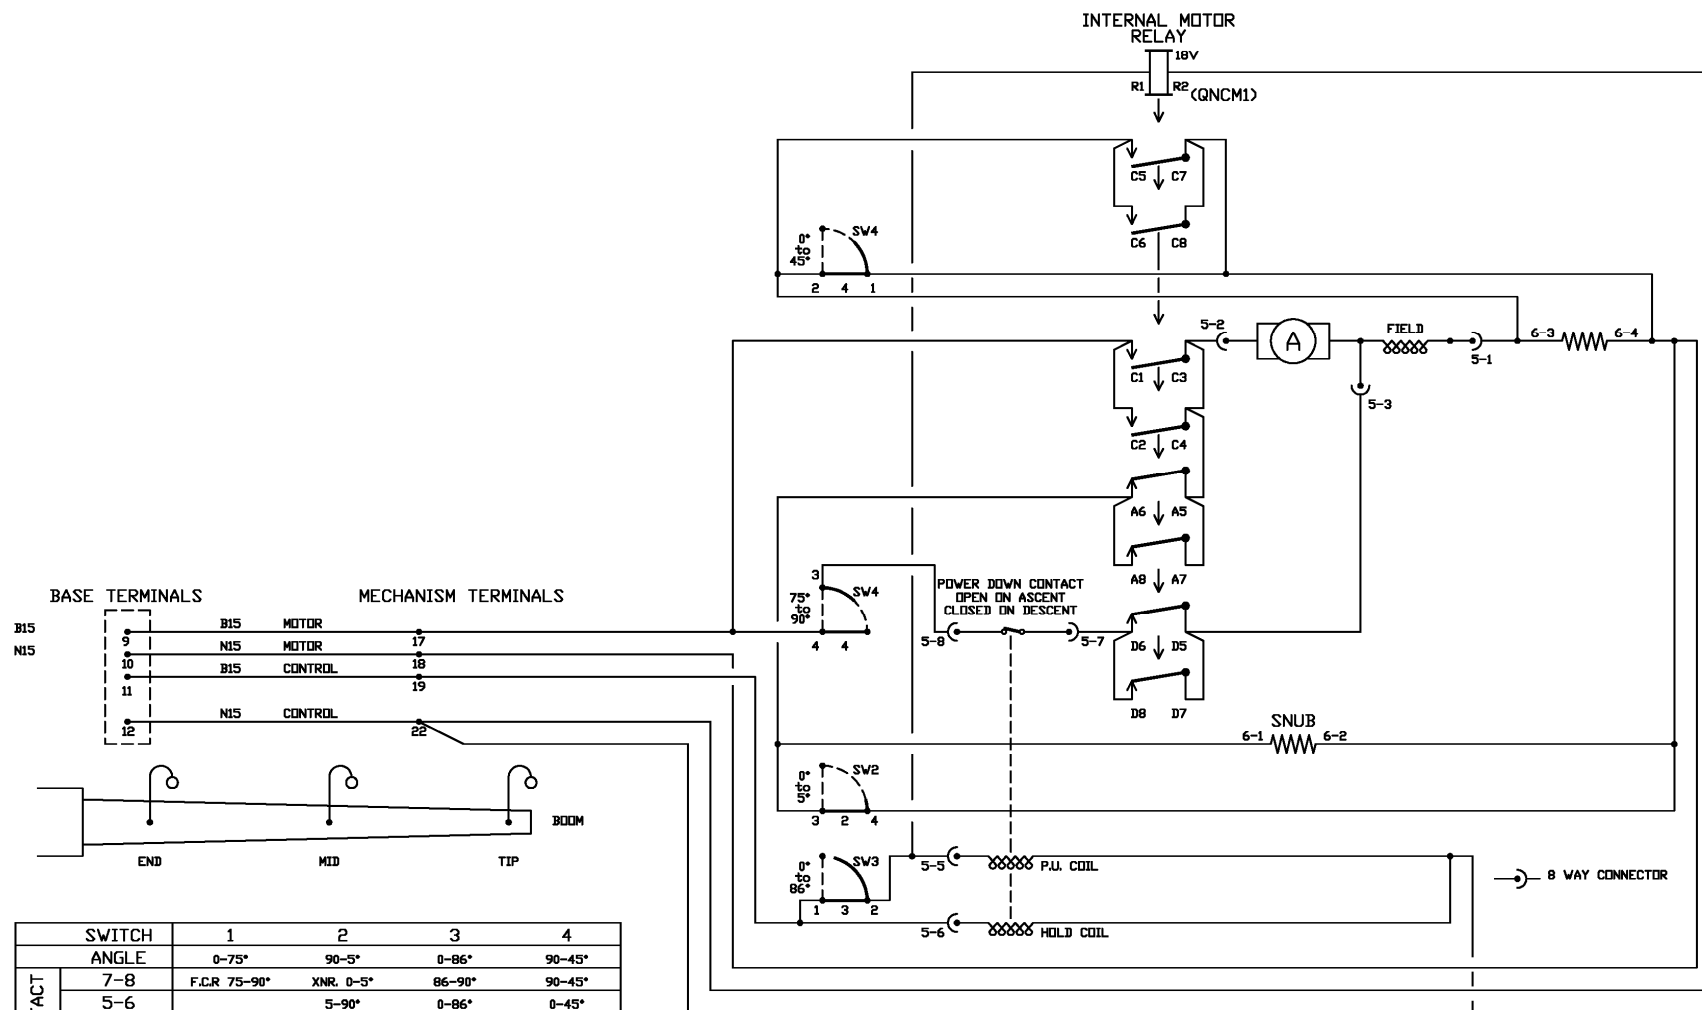 INTERNAL MOTOR
RELAY
18V
R1 R2
(QNCM1)
C5 C7
C6 C8
SW4
0°
to
45°
2 4 1
5-2
A
FIELD
5-1
6-3 6-4
C1 C3
5-3
C2 C4
A6 A5
A8 A7
3
SW4
75°
to
90°
4 4
POWER DOWN CONTACT
OPEN ON ASCENT
CLOSED ON DESCENT
5-8 5-7
D6 D5
D8 D7
BASE TERMINALS
MECHANISM TERMINALS
B15
N15
9 B15 MOTOR 17
10 N15 MOTOR 18
11 B15 CONTROL 19
12 N15 CONTROL 22
SNUB
6-1 6-2
SW2
0°
to
5°
3 2 4
BOOM
END MID TIP
SW3
0°
to
86°
1 3 2
5-5 P.U. COIL
5-6 HOLD COIL
8 WAY CONNECTOR
SWITCH 1 2 3 4
ANGLE 0-75° 90-5° 0-86° 90-45°
7-8 F.C.R 75-90° XNR. 0-5° 86-90° 90-45°
5-6 5-90° 0-86° 0-45°
TACT